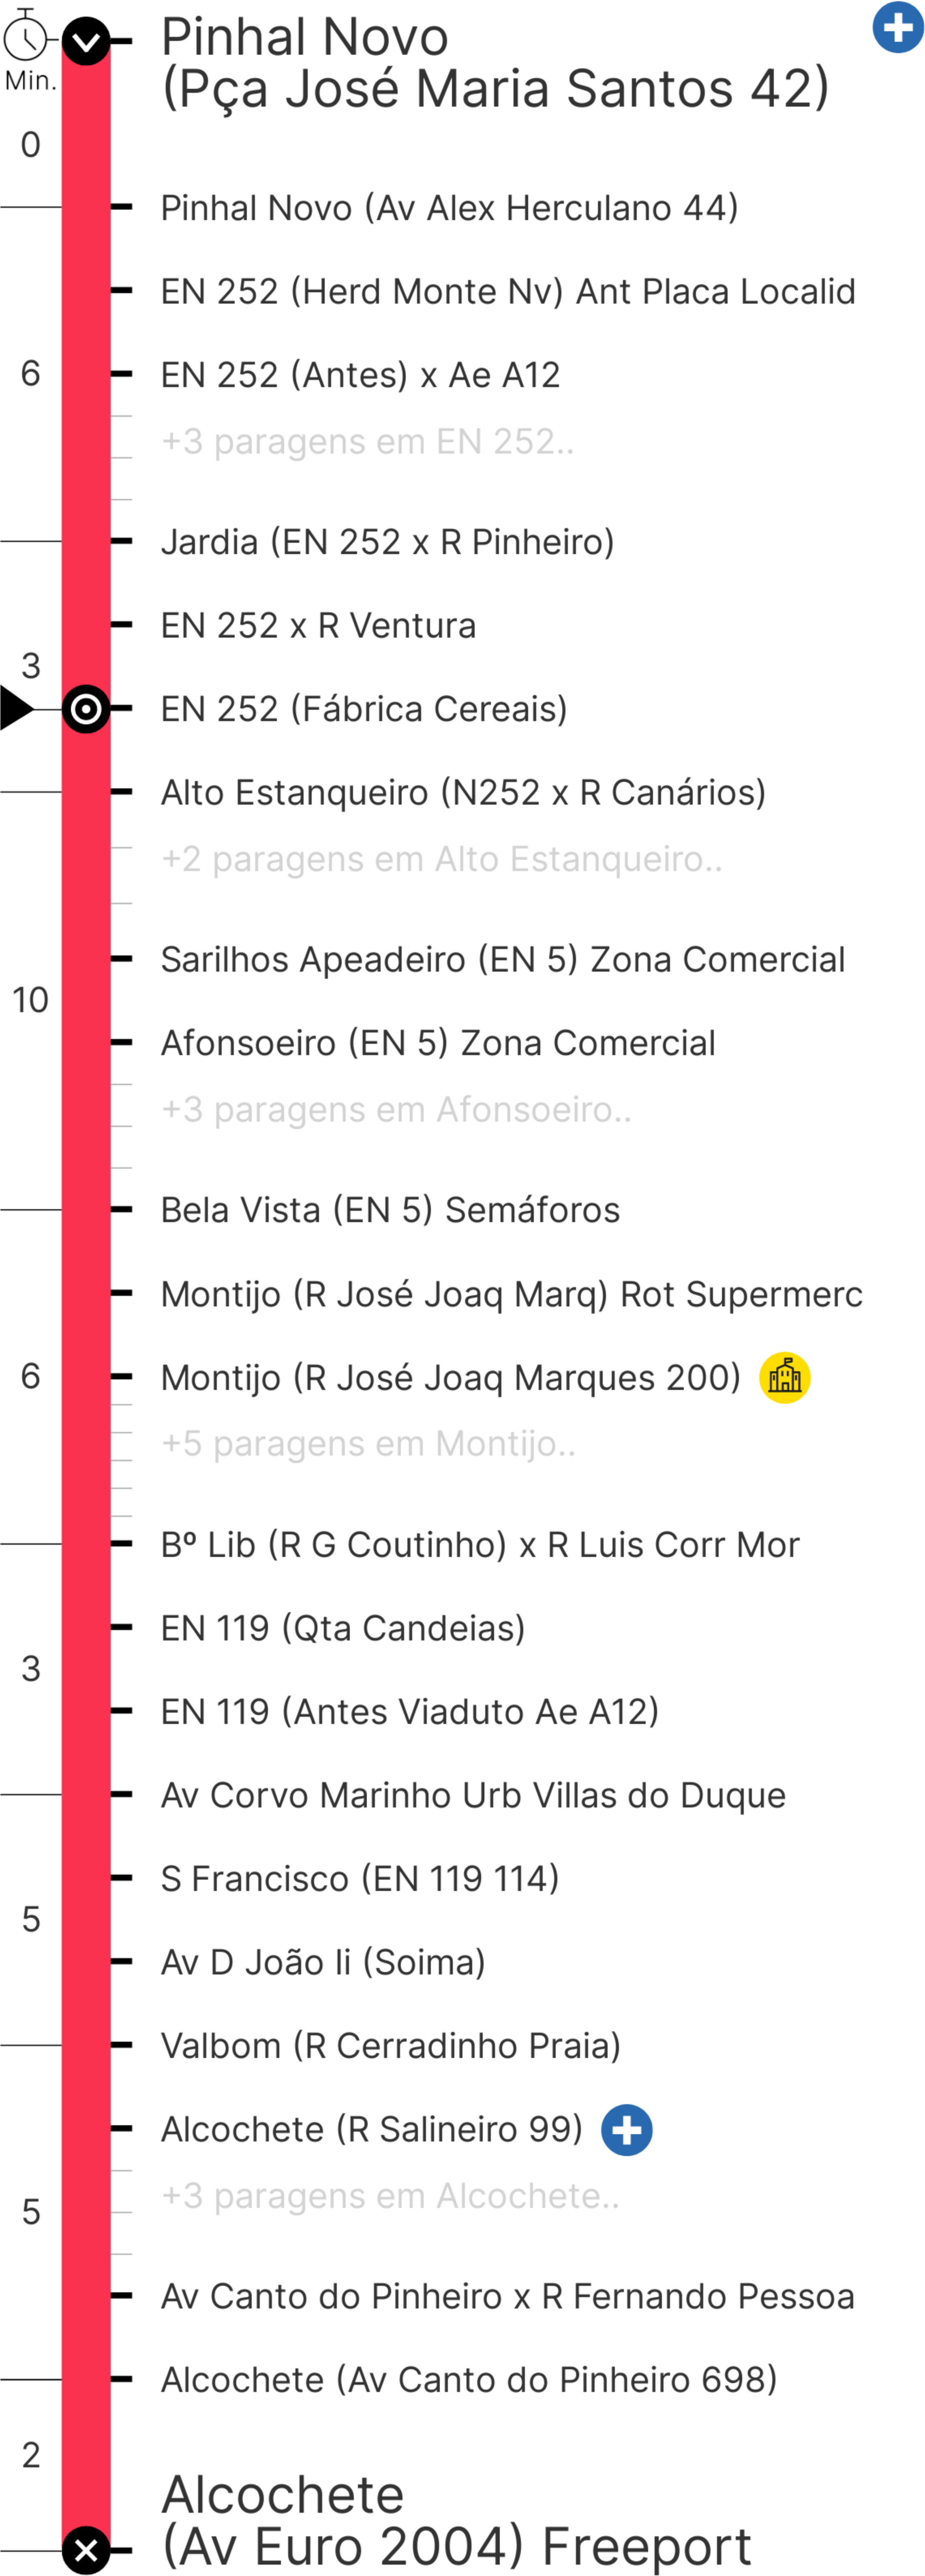 Pinhal Novo
(Pça José Maria Santos 42)
Min.
0
Pinhal Novo (Av Alex Herculano 44)
EN 252 (Herd Monte Nv) Ant Placa Localid
6
EN 252 (Antes) x Ae A12
+3 paragens em EN 252..
Jardia (EN 252 x R Pinheiro)
EN 252 x R Ventura
3
EN 252 (Fábrica Cereais)
Alto Estanqueiro (N252 x R Canários)
+2 paragens em Alto Estanqueiro..
Sarilhos Apeadeiro (EN 5) Zona Comercial
10
Afonsoeiro (EN 5) Zona Comercial
+3 paragens em Afonsoeiro..
Bela Vista (EN 5) Semáforos
Montijo (R José Joaq Marq) Rot Supermerc
6
Montijo (R José Joaq Marques 200)
+5 paragens em Montijo..
Bº Lib (R G Coutinho) x R Luis Corr Mor
EN 119 (Qta Candeias)
3
EN 119 (Antes Viaduto Ae A12)
Av Corvo Marinho Urb Villas do Duque
S Francisco (EN 119 114)
5
Av D João Ii (Soima)
Valbom (R Cerradinho Praia)
Alcochete (R Salineiro 99)
+3 paragens em Alcochete..
5
Av Canto do Pinheiro x R Fernando Pessoa
Alcochete (Av Canto do Pinheiro 698)
2
Alcochete
(Av Euro 2004) Freeport